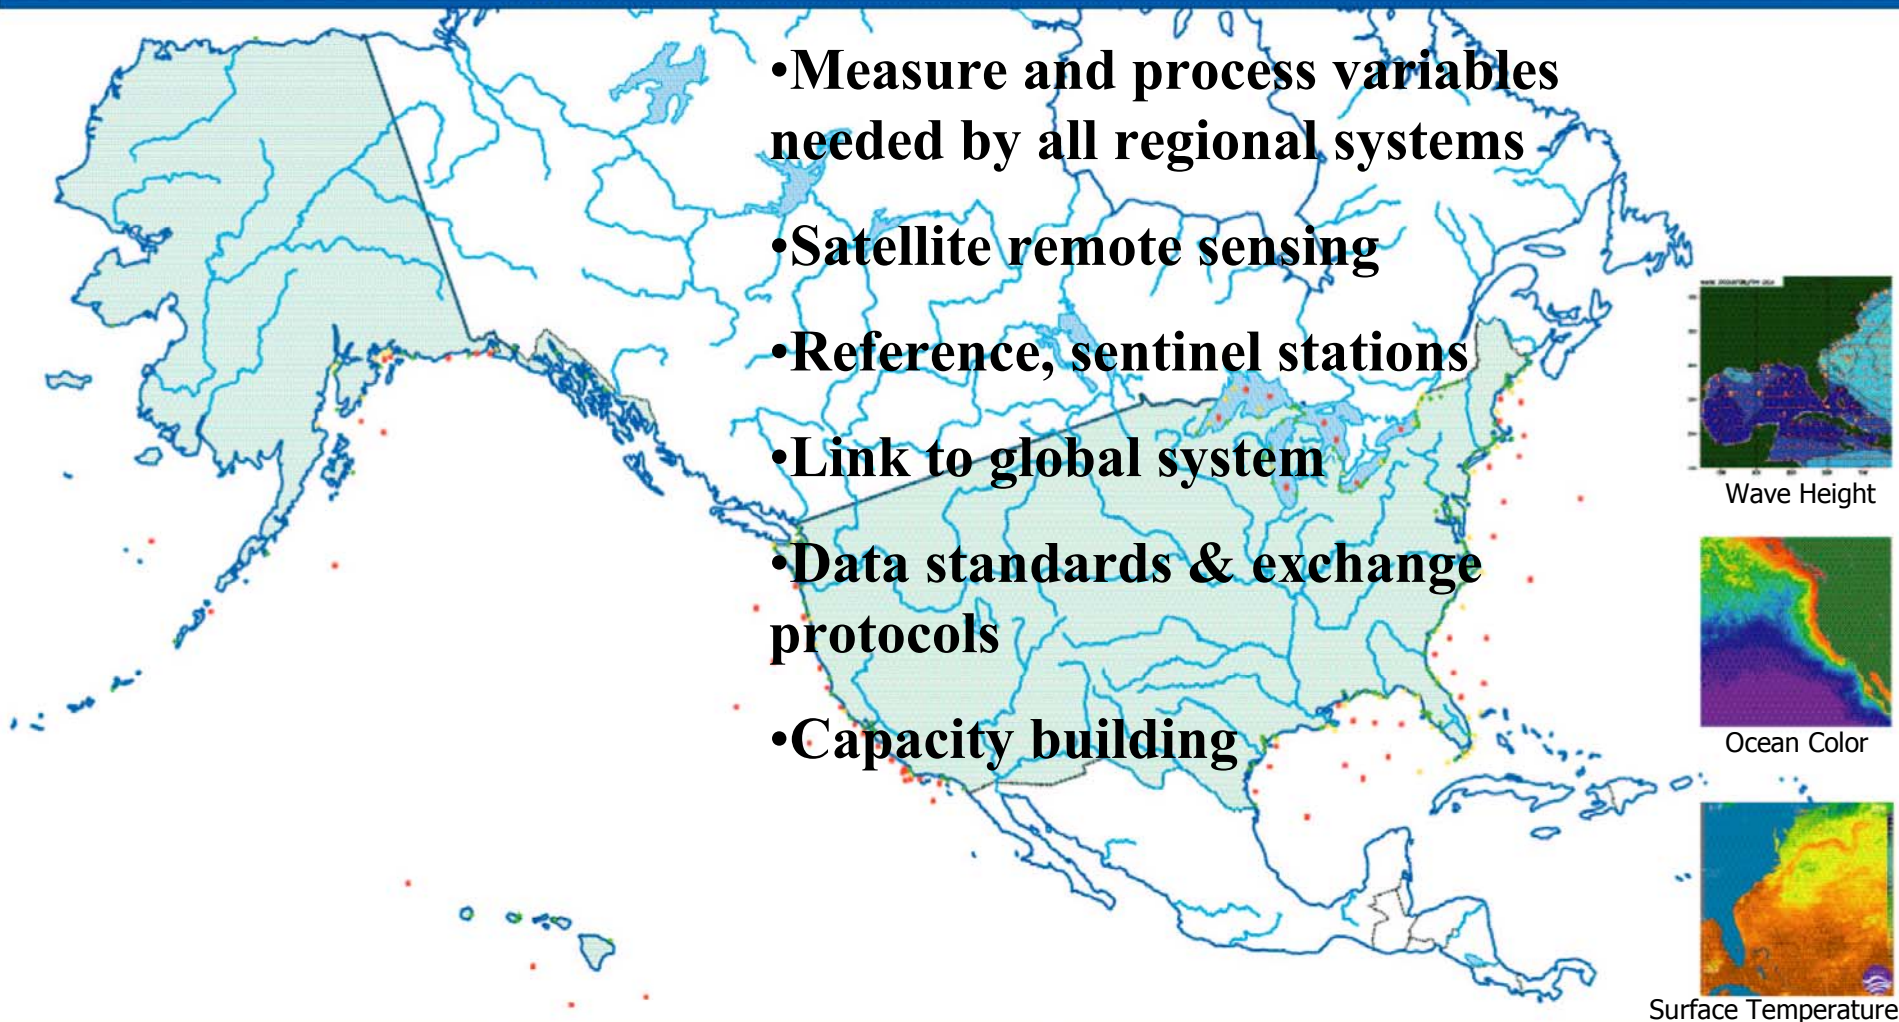 •Measure and process variables
needed by all regional systems
•Satellite remote sensing
•Reference, sentinel stations
•Link to global system
•Data standards & exchange
protocols
•Capacity building
Wave Height
Ocean Color
Surface Temperature